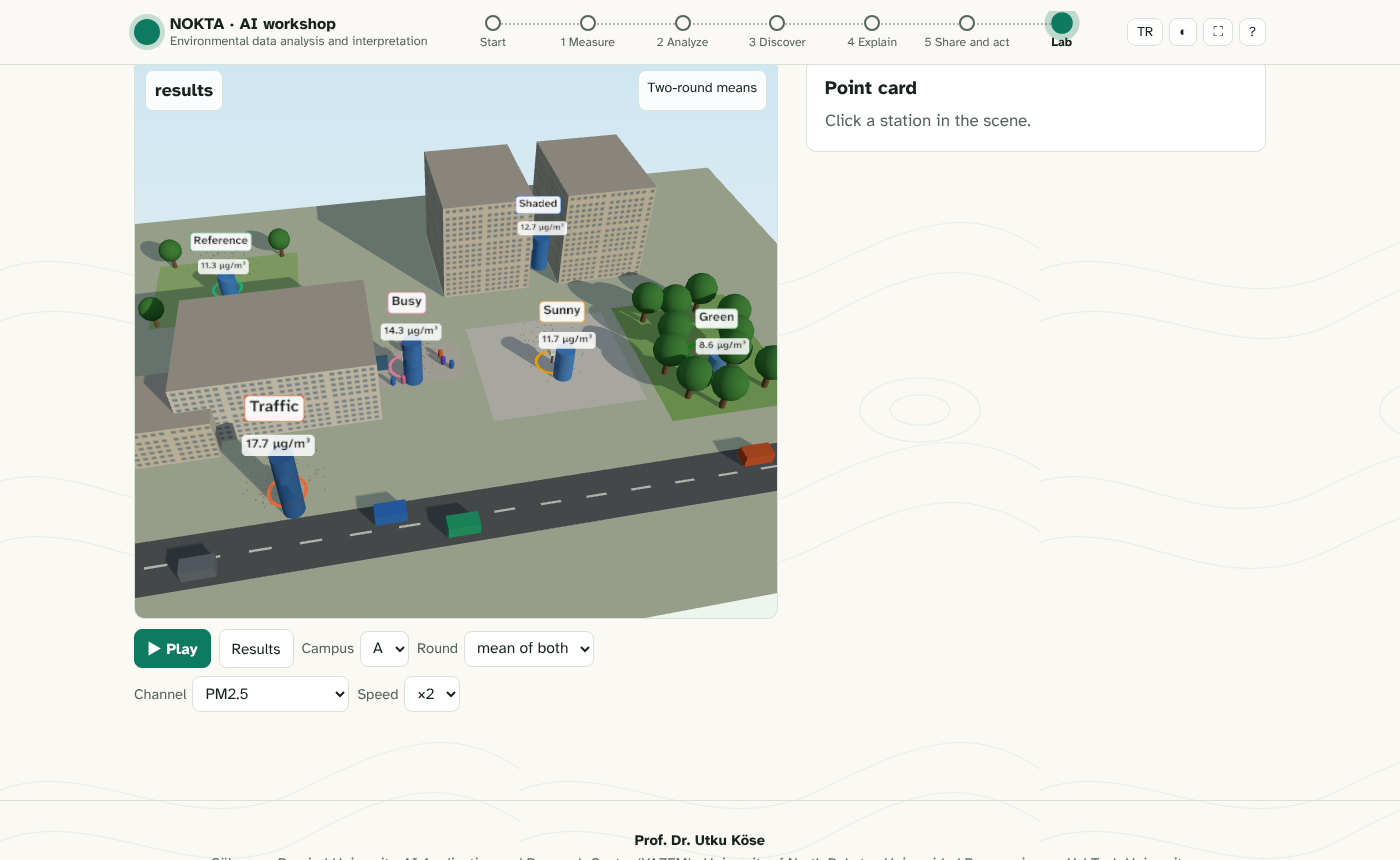 NOKTA · AI workshop
Environmental data analysis and interpretation
Start
1 Measure
2 Analyze
3 Discover
4 Explain
5 Share and act
Lab
TR
?
results
Two-round means
Point card
Click a station in the scene.
Shaded
12.7 µg/m³
Reference
11.3 µg/m³
Busy
14.3 µg/m³
Sunny
11.7 µg/m³
Green
8.6 µg/m³
Traffic
17.7 µg/m³
▶ Play
Results
Campus
A
Round
mean of both
Channel
PM2.5
Speed
×2
Prof. Dr. Utku Köse